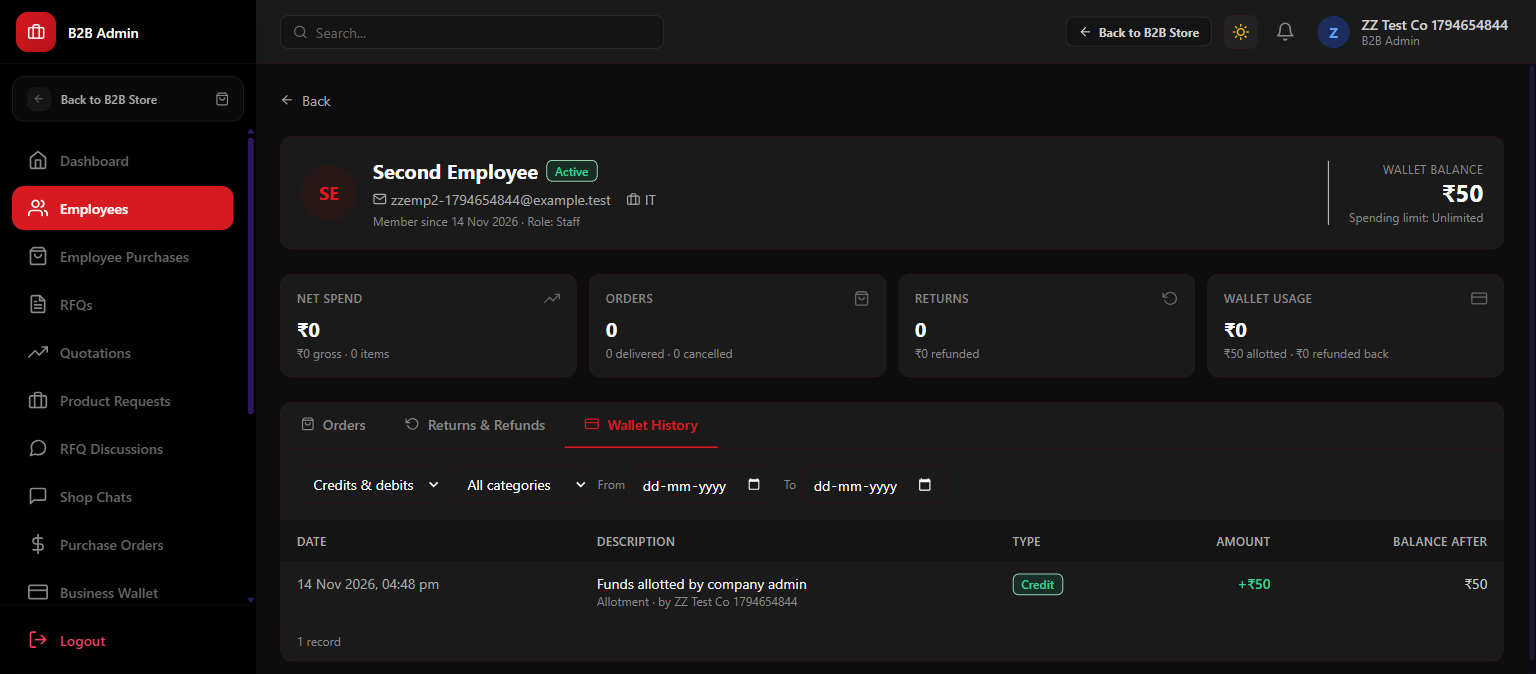 B2B Admin
Search...
Back to B2B Store
Z
ZZ Test Co 1794654844
B2B Admin
Back to B2B Store
Dashboard
Employees
Employee Purchases
RFQs
Quotations
Product Requests
RFQ Discussions
Shop Chats
Purchase Orders
Business Wallet
Logout
Back
SE
Second Employee
Active
zzemp2-1794654844@example.test
IT
Member since 14 Nov 2026 · Role: Staff
WALLET BALANCE
₹50
Spending limit: Unlimited
NET SPEND
₹0
₹0 gross · 0 items
ORDERS
0
0 delivered · 0 cancelled
RETURNS
0
₹0 refunded
WALLET USAGE
₹0
₹50 allotted · ₹0 refunded back
Orders
Returns & Refunds
Wallet History
Credits & debits
All categories
From
dd-mm-yyyy
To
dd-mm-yyyy
DATE DESCRIPTION TYPE AMOUNT BALANCE AFTER
14 Nov 2026, 04:48 pm Funds allotted by company admin Credit +₹50 ₹50
Allotment · by ZZ Test Co 1794654844
1 record